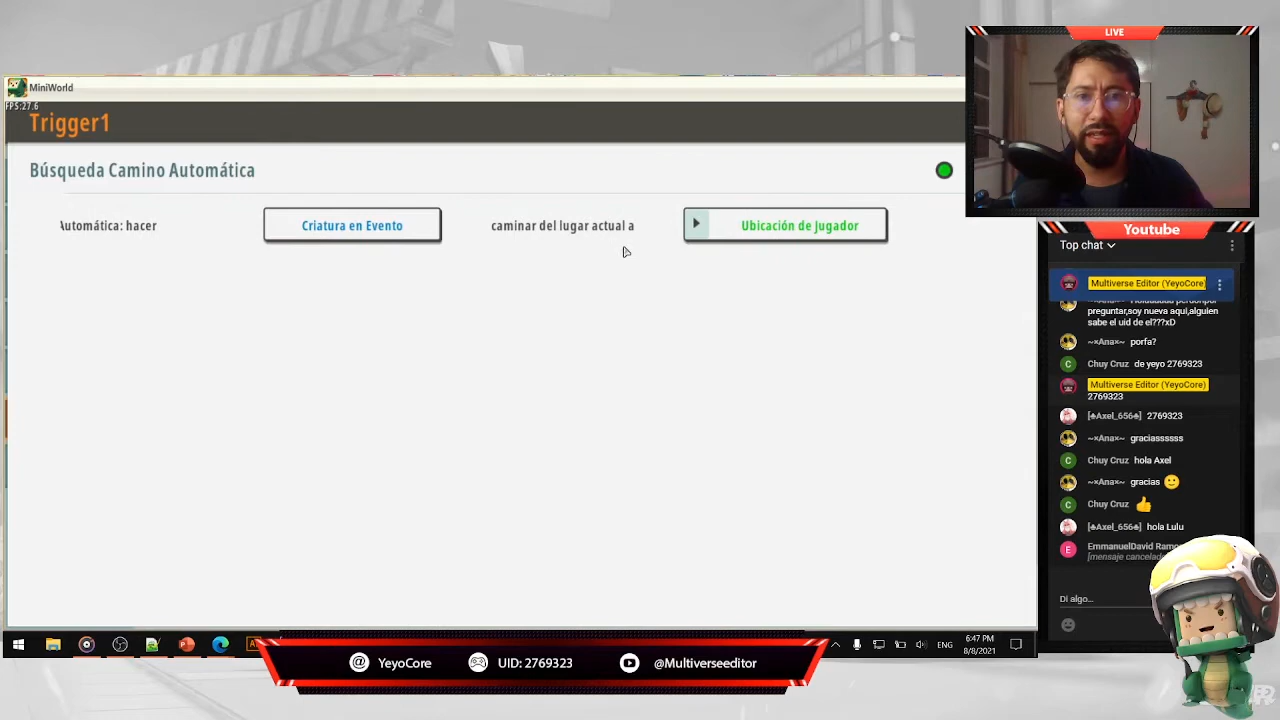 LIVE
MiniWorld
FPS:27.6
Trigger1
Búsqueda Camino Automática
Automática: hacer
Criatura en Evento
caminar del lugar actual a
Ubicación de jugador
Youtube
Top chat
Multiverse Editor (YeyoCore)
preguntar,soy nueva aqui,alguien
sabe el uid de el???xD
~×Ana×~ porfa?
C Chuy Cruz de yeyo 2769323
Multiverse Editor (YeyoCore)
2769323
[♣Axel_656♣] 2769323
~×Ana×~ graciassssss
C Chuy Cruz hola Axel
~×Ana×~ gracias 🙂
C Chuy Cruz 👍
[♣Axel_656♣] hola Lulu
E EmmanuelDavid Ramo
[mensaje cancelad
Di algo...
ENG
6:47 PM
8/8/2021
@ YeyoCore
UID: 2769323
@Multiverseeditor